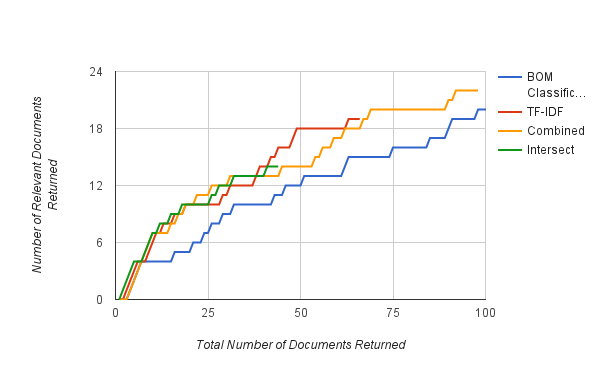 24
18
12
6
0
0
25
50
75
100
Number of Relevant Documents
Returned
Total Number of Documents Returned
BOM
Classific...
TF-IDF
Combined
Intersect